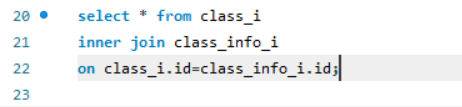 20 select * from class_i
21 inner join class_info_i
22 on class_i.id=class_info_i.id;
23